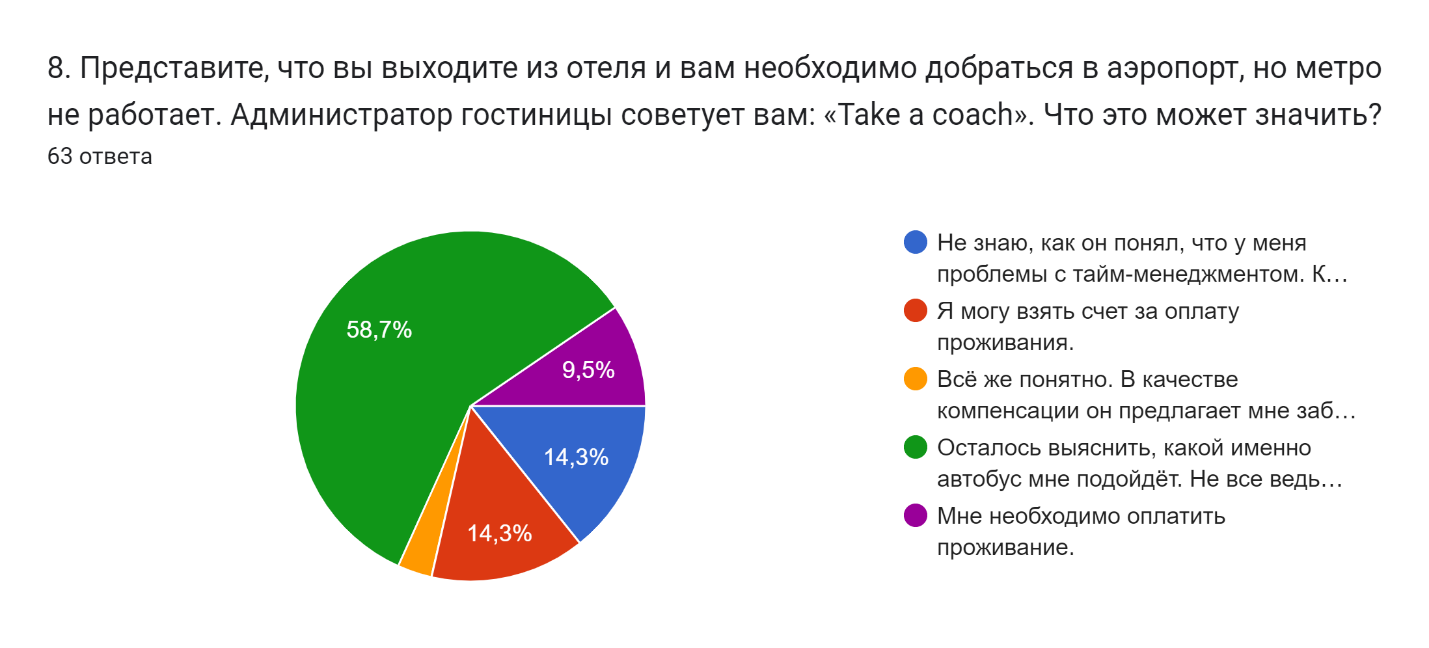 8. Представите, что вы выходите из отеля и вам необходимо добраться в аэропорт, но метро
не работает. Администратор гостиницы советует вам: «Take a coach». Что это может значить?
63 ответа
58,7%
9,5%
14,3%
14,3%
Не знаю, как он понял, что у меня
проблемы с тайм-менеджментом. К…
Я могу взять счет за оплату
проживания.
Всё же понятно. В качестве
компенсации он предлагает мне заб…
Осталось выяснить, какой именно
автобус мне подойдёт. Не все ведь…
Мне необходимо оплатить
проживание.